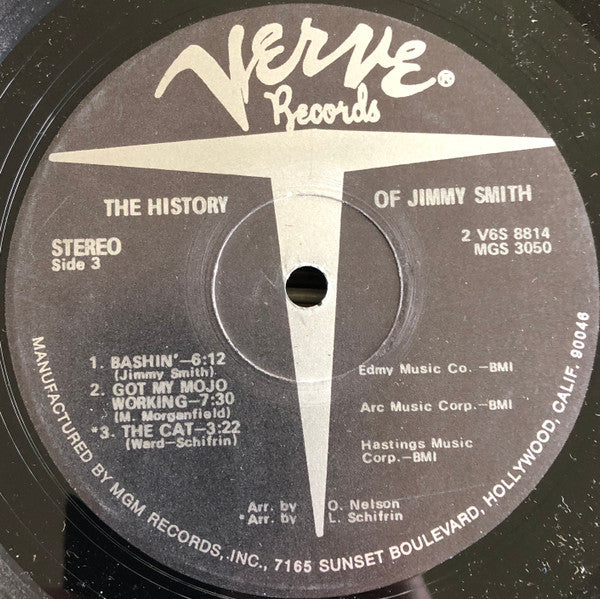 VERVE®
Records
THE HISTORY OF JIMMY SMITH
STEREO
Side 3
2 V6S 8814
MGS 3050
1. BASHIN'–6:12
(Jimmy Smith)
Edmy Music Co. –BMI
2. GOT MY MOJO
WORKING–7:30
(M. Morganfield)
Arc Music Corp.–BMI
*3. THE CAT–3:22
(Ward–Schifrin)
Hastings Music
Corp.–BMI
Arr. by O. Nelson
*Arr. by L. Schifrin
MANUFACTURED BY MGM RECORDS, INC., 7165 SUNSET BOULEVARD, HOLLYWOOD, CALIF. 90046